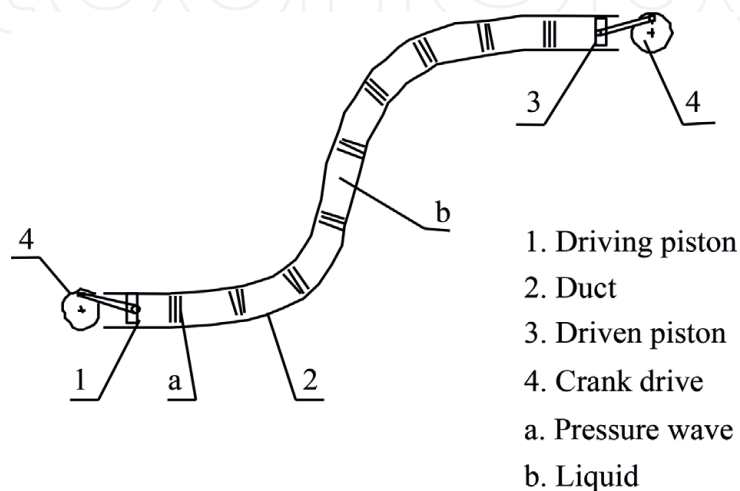 3
4
b
4
1
a
2
1. Driving piston
2. Duct
3. Driven piston
4. Crank drive
a. Pressure wave
b. Liquid